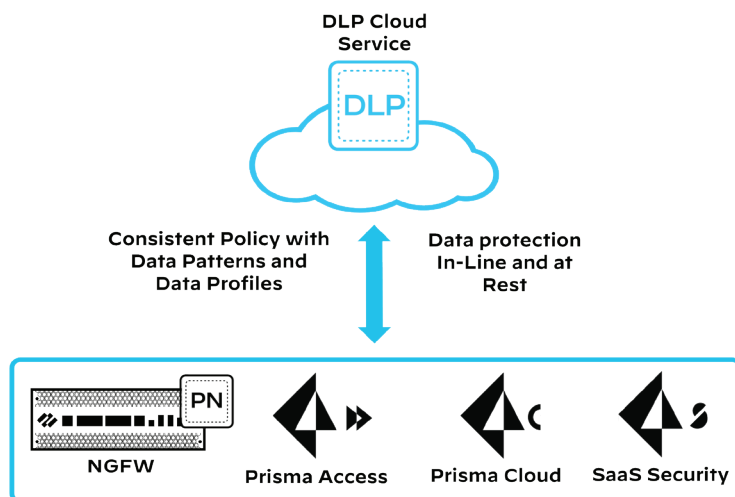 DLP Cloud
Service
DLP
Consistent Policy with
Data Patterns and
Data Profiles
Data protection
In-Line and at
Rest
PN
NGFW
Prisma Access
Prisma Cloud
SaaS Security